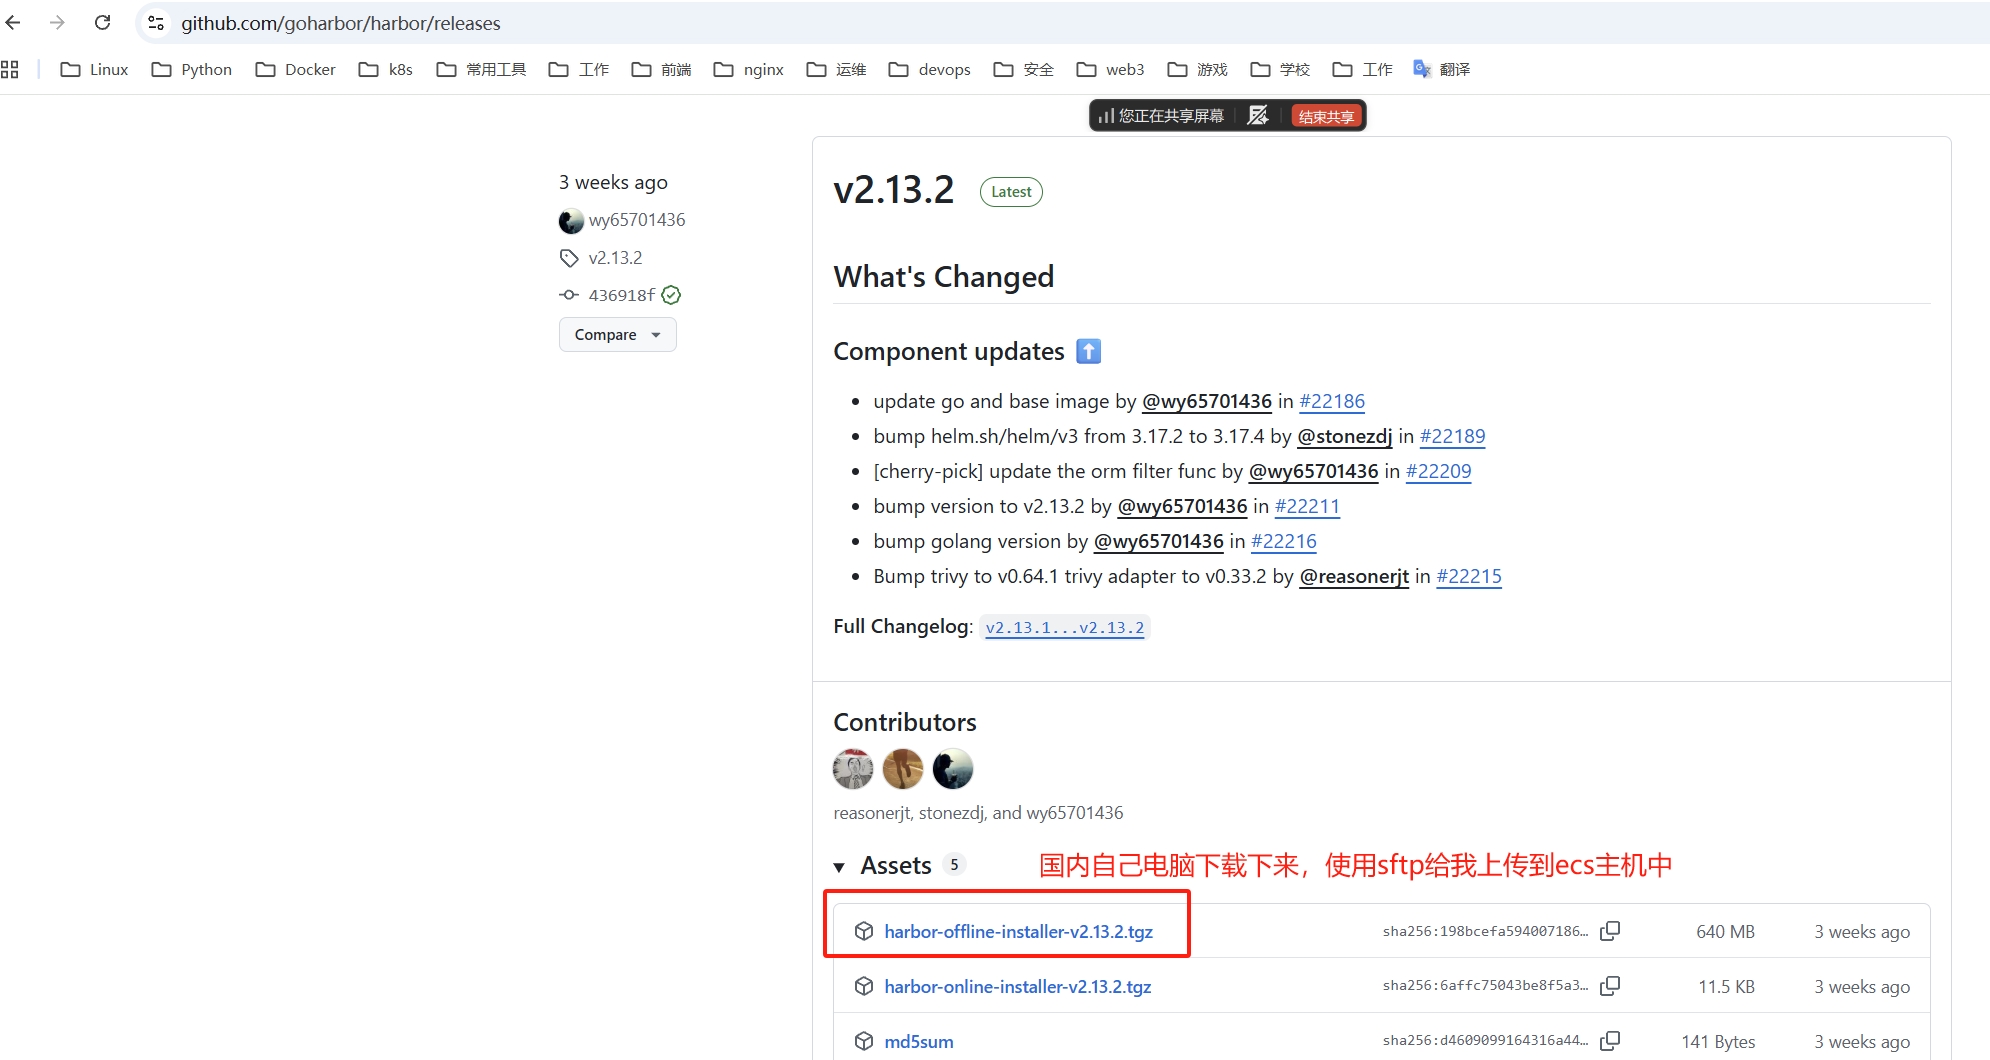 github.com/goharbor/harbor/releases
Linux Python Docker k8s 常用工具 工作 前端 nginx 运维 devops 安全 web3 游戏 学校 工作 翻译
您正在共享屏幕 结束共享
3 weeks ago
wy65701436
v2.13.2
436918f
Compare
v2.13.2 Latest
What's Changed
Component updates
update go and base image by @wy65701436 in #22186
bump helm.sh/helm/v3 from 3.17.2 to 3.17.4 by @stonezdj in #22189
[cherry-pick] update the orm filter func by @wy65701436 in #22209
bump version to v2.13.2 by @wy65701436 in #22211
bump golang version by @wy65701436 in #22216
Bump trivy to v0.64.1 trivy adapter to v0.33.2 by @reasonerjt in #22215
Full Changelog: v2.13.1...v2.13.2
Contributors
reasonerjt, stonezdj, and wy65701436
Assets 5 国内自己电脑下载下来，使用sftp给我上传到ecs主机中
harbor-offline-installer-v2.13.2.tgz sha256:198bcefa594007186… 640 MB 3 weeks ago
harbor-online-installer-v2.13.2.tgz sha256:6affc75043be8f5a3… 11.5 KB 3 weeks ago
md5sum sha256:d4609099164316a44… 141 Bytes 3 weeks ago